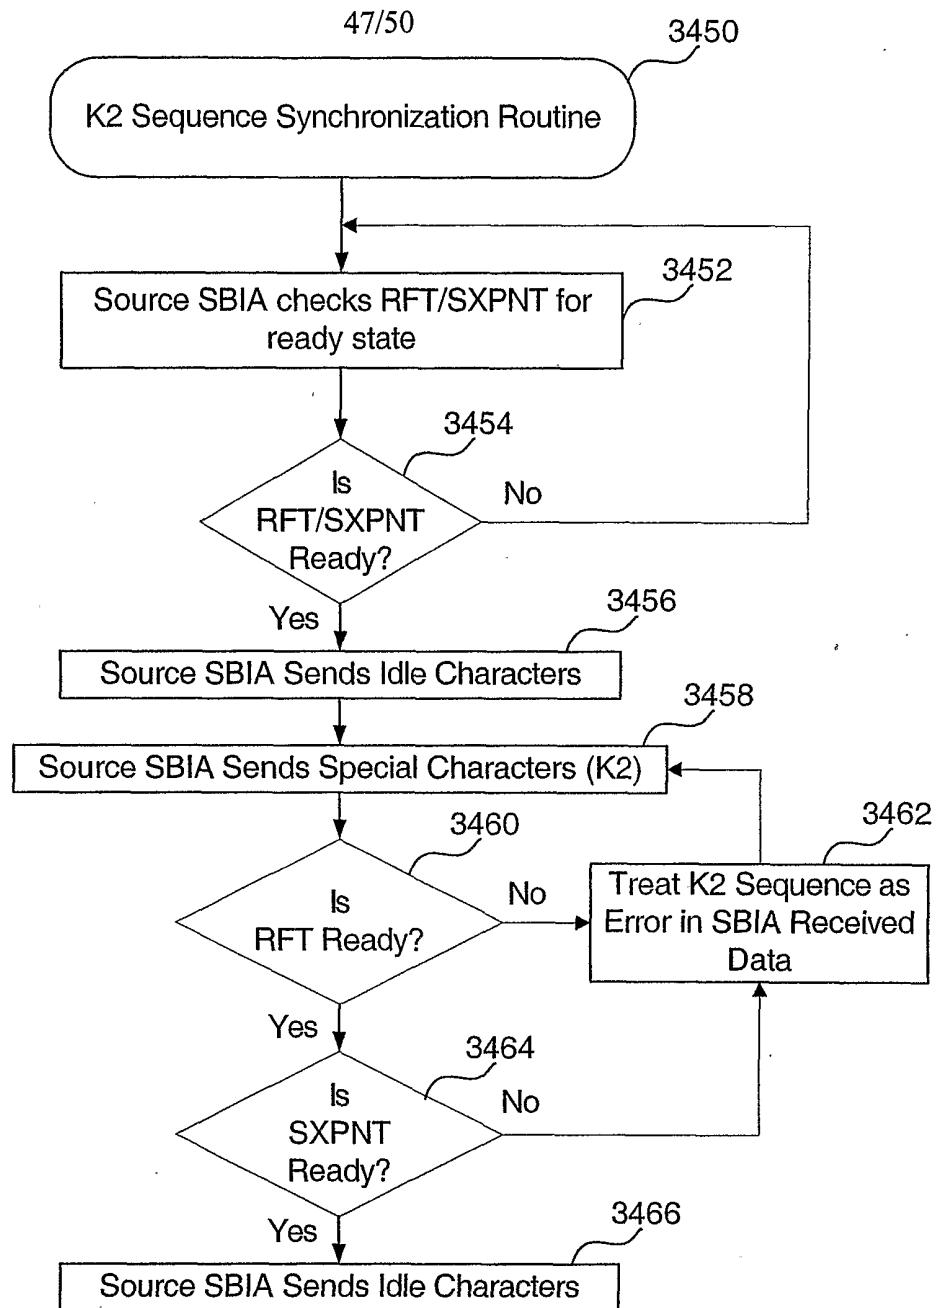 47/50
3450
K2 Sequence Synchronization Routine
3452
Source SBIA checks RFT/SXPNT for
ready state
3454
Is
RFT/SXPNT
Ready?
No
Yes
3456
Source SBIA Sends Idle Characters
3458
Source SBIA Sends Special Characters (K2)
3460
Is
RFT Ready?
No
3462
Treat K2 Sequence as
Error in SBIA Received
Data
Yes
3464
Is
SXPNT
Ready?
No
Yes
3466
Source SBIA Sends Idle Characters